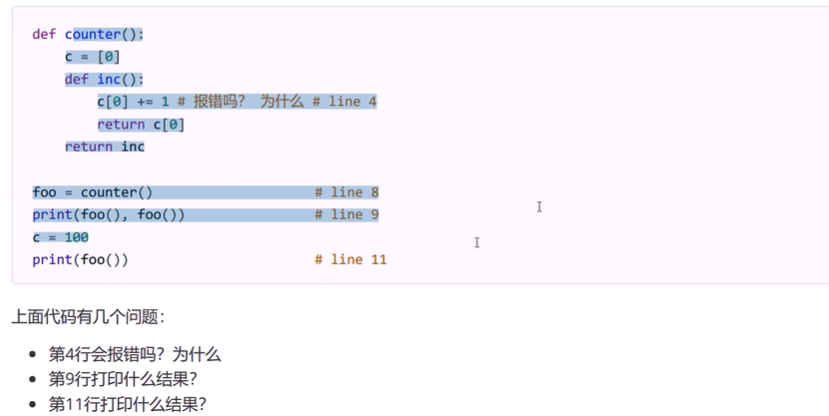 def counter():
    c = [0]
    def inc():
        c[0] += 1 # 报错吗? 为什么 # line 4
        return c[0]
    return inc
foo = counter() # line 8
print(foo(), foo()) # line 9
c = 100
print(foo()) # line 11
上面代码有几个问题：
• 第4行会报错吗？为什么
• 第9行打印什么结果？
• 第11行打印什么结果？